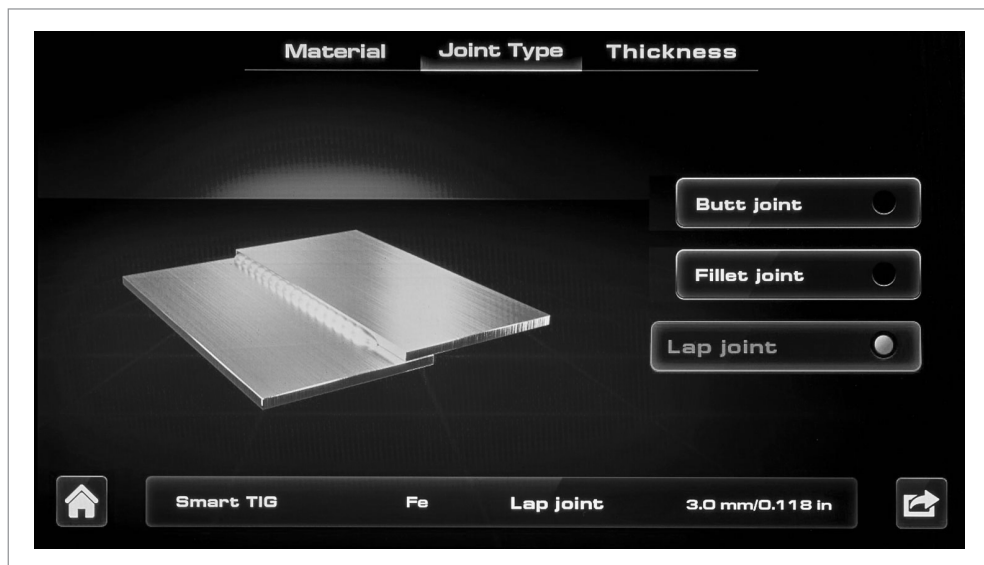 Material Joint Type Thickness
Butt joint
Fillet joint
Lap joint
Smart TIG Fe Lap joint 3.0 mm/0.118 in